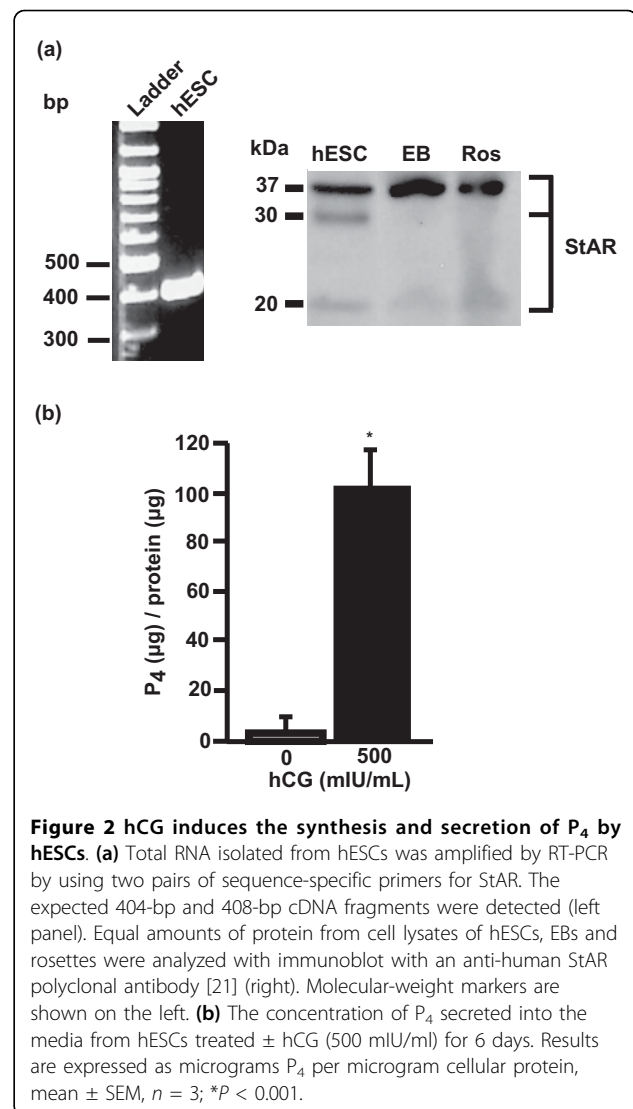 (a)
bp
Ladder
hESC
500
400
300
kDa
hESC EB Ros
37
30
20
StAR
(b)
P4 (µg) / protein (µg)
120
100
80
60
40
20
0
*
0 500
hCG (mIU/mL)
Figure 2 hCG induces the synthesis and secretion of P4 by
hESCs. (a) Total RNA isolated from hESCs was amplified by RT-PCR
by using two pairs of sequence-specific primers for StAR. The
expected 404-bp and 408-bp cDNA fragments were detected (left
panel). Equal amounts of protein from cell lysates of hESCs, EBs and
rosettes were analyzed with immunoblot with an anti-human StAR
polyclonal antibody [21] (right). Molecular-weight markers are
shown on the left. (b) The concentration of P4 secreted into the
media from hESCs treated ± hCG (500 mIU/ml) for 6 days. Results
are expressed as micrograms P4 per microgram cellular protein,
mean ± SEM, n = 3; *P < 0.001.